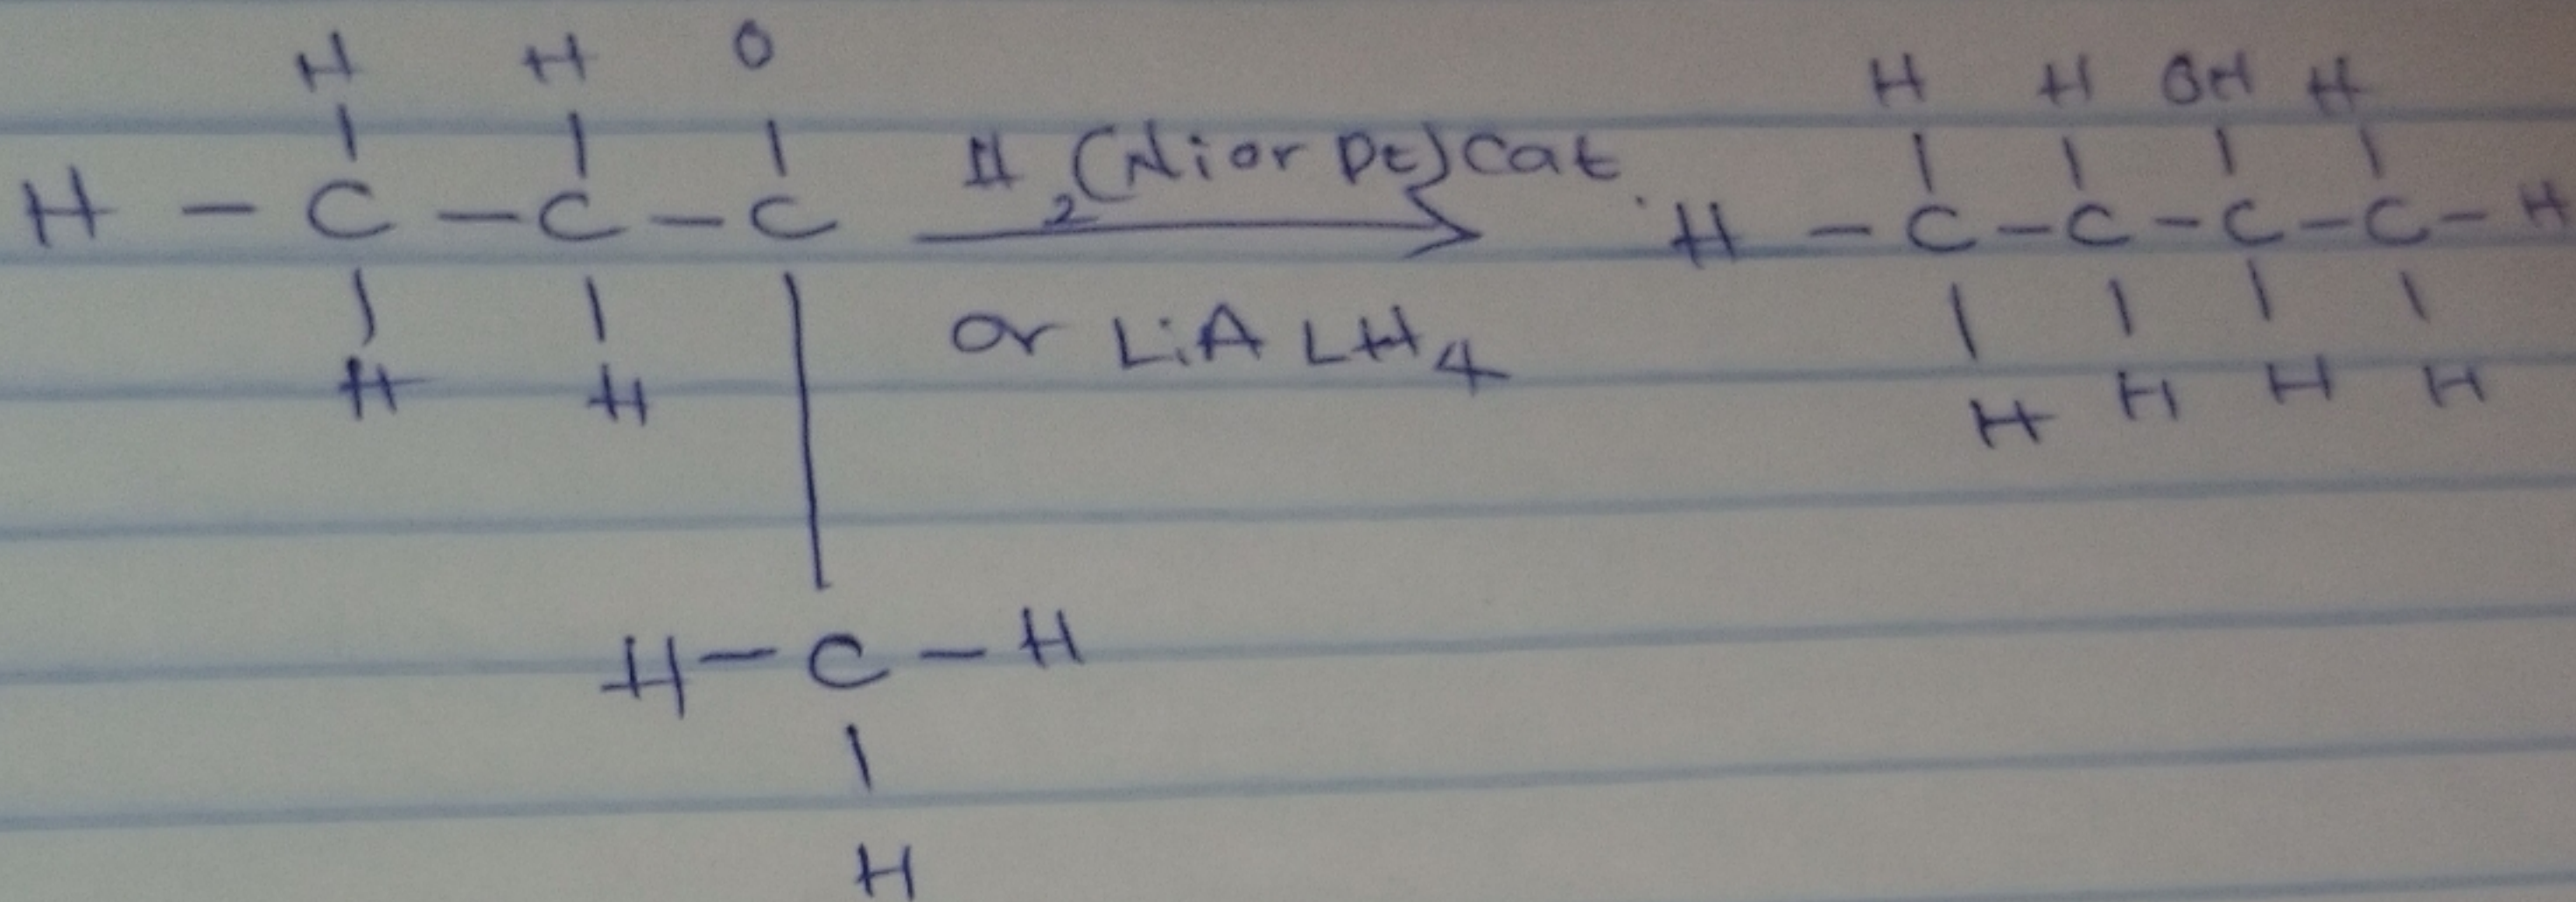 H H O
H - C - C - C H₂ (Ni or Pt) Cat. H - C - C - C - C - H
H H OH H
or LiALH₄
H H H H H H
H - C - H
H